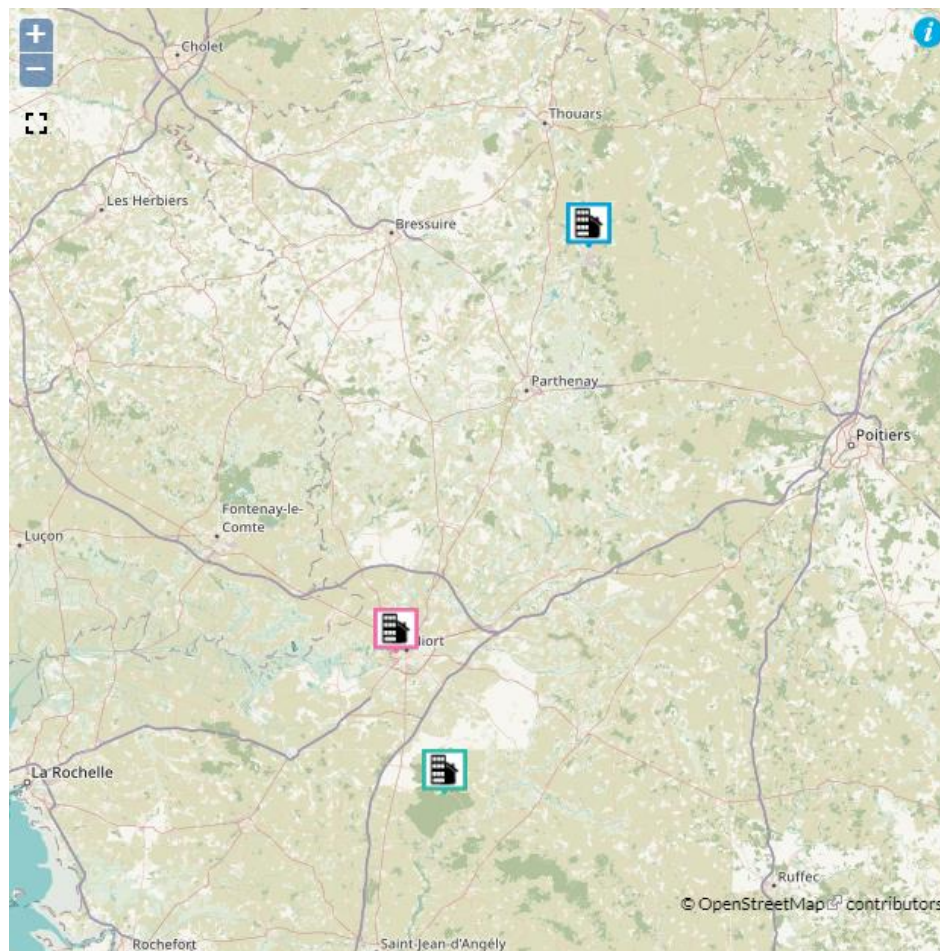 +
Cholet
i
−
Thouars
Les Herbiers
Bressuire
Parthenay
Poitiers
Fontenay-le-
Comte
Luçon
iort
La Rochelle
Ruffec
© OpenStreetMap contributors
Rochefort
Saint-Jean-d'Angély